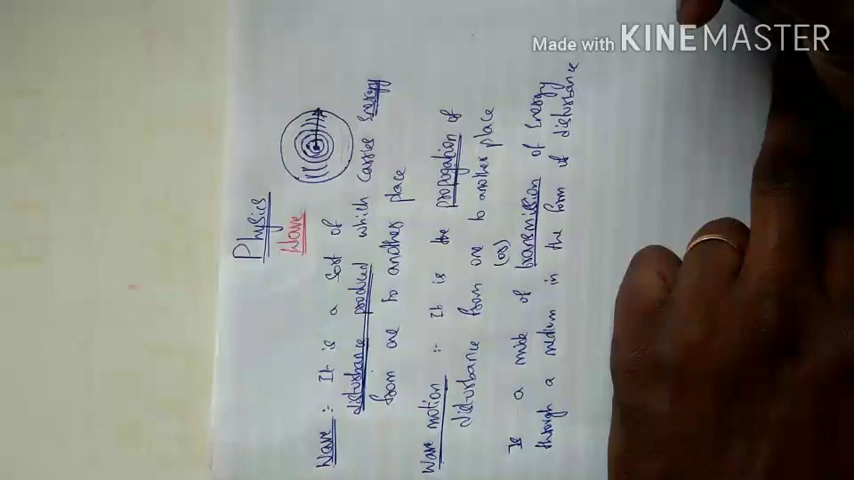 Made with KINEMASTER
Physics
Wave
Wave :- It is a sort of
disturbance produced which carries Energy
from one to another place
Wave motion :- It is the propagation of
disturbance from one to another place
(or)
Is a mode of transmission of Energy
through a medium in the form of disturbance